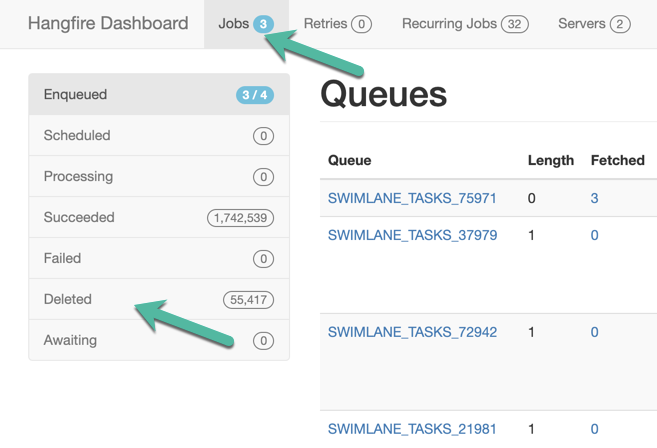 Hangfire Dashboard Jobs 3 Retries 0 Recurring Jobs 32 Servers 2
Enqueued 3 / 4
Scheduled 0
Processing 0
Succeeded 1,742,539
Failed 0
Deleted 55,417
Awaiting 0
Queues
Queue Length Fetched
SWIMLANE_TASKS_75971 0 3
SWIMLANE_TASKS_37979 1 0
SWIMLANE_TASKS_72942 1 0
SWIMLANE_TASKS_21981 1 0